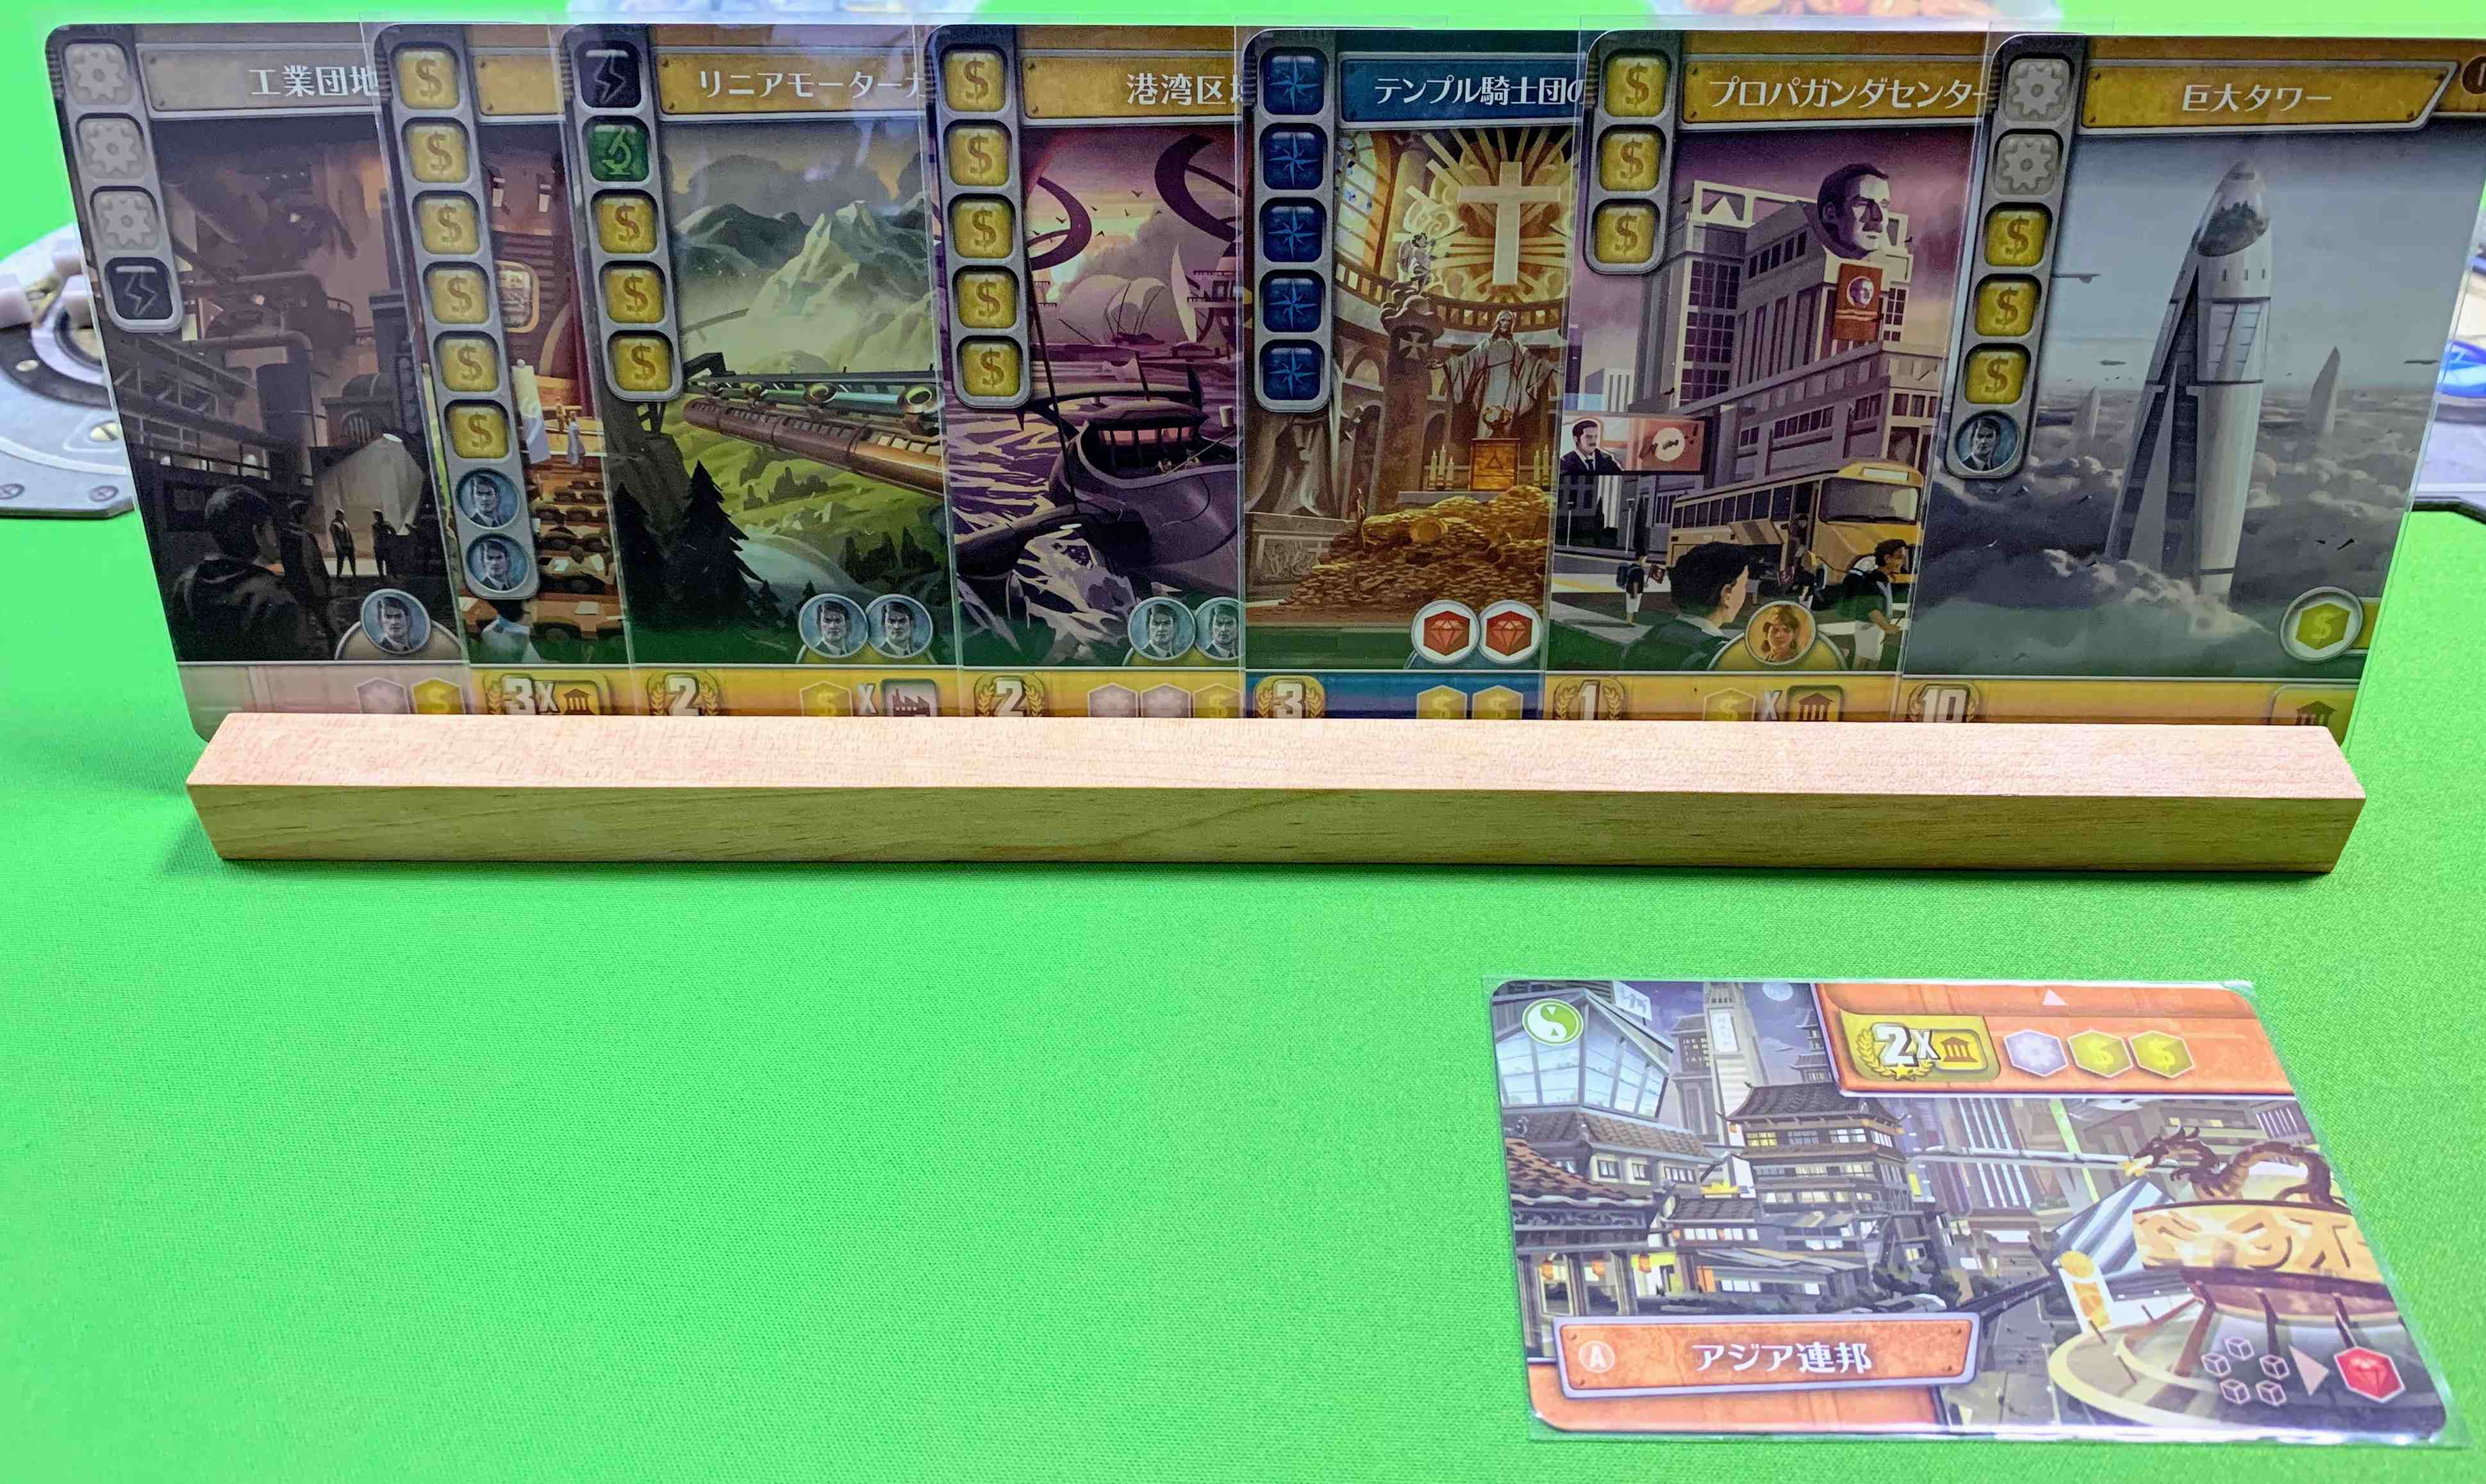 工業団地
リニアモーターカ
港湾区
テンプル騎士団の
プロパガンダセンター
巨大タワー
3X
2
X
2
3
1
X
10
2X
A アジア連邦